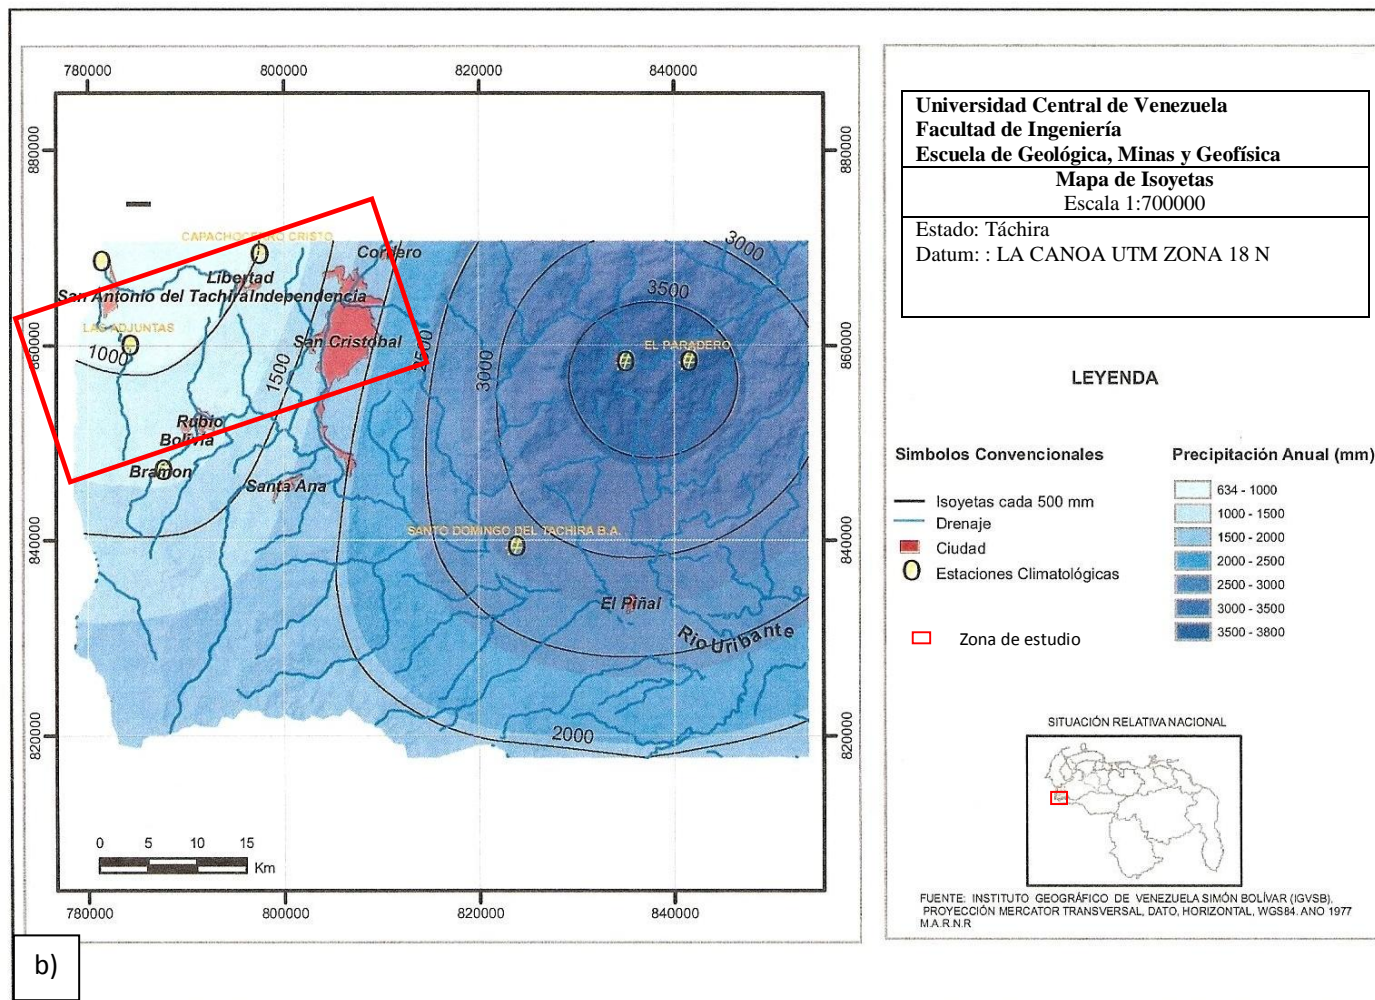 780000 800000 820000 840000
880000 880000
860000 860000
840000 840000
820000 820000
780000 800000 820000 840000
CAPACHO CERRO CRISTO
Cordero
Libertad
San Antonio del Tachira Independencia
LAS ADJUNTAS
San Cristobal
1000
1500
2500
3000
3500
3000
EL PARADERO
Rubio
Bolivia
Bramon
Santa Ana
SANTO DOMINGO DEL TACHIRA B.A.
El Piñal
Rio Uribante
2000
0 5 10 15
Km
b)
Universidad Central de Venezuela
Facultad de Ingeniería
Escuela de Geológica, Minas y Geofísica
Mapa de Isoyetas
Escala 1:700000
Estado: Táchira
Datum: : LA CANOA UTM ZONA 18 N
LEYENDA
Simbolos Convencionales
Isoyetas cada 500 mm
Drenaje
Ciudad
Estaciones Climatológicas
Zona de estudio
Precipitación Anual (mm)
634 - 1000
1000 - 1500
1500 - 2000
2000 - 2500
2500 - 3000
3000 - 3500
3500 - 3800
SITUACIÓN RELATIVA NACIONAL
FUENTE: INSTITUTO GEOGRÁFICO DE VENEZUELA SIMÓN BOLÍVAR (IGVSB),
PROYECCIÓN MERCATOR TRANSVERSAL, DATO, HORIZONTAL, WGS84. ANO 1977
M.A.R.N.R